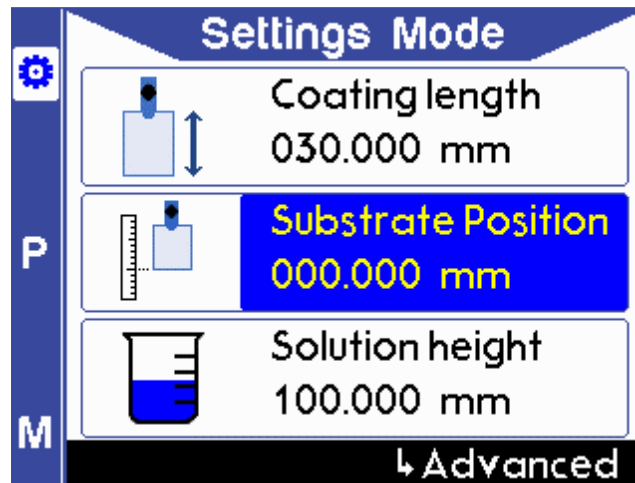 Settings Mode
Coating length
030.000 mm
P
Substrate Position
000.000 mm
Solution height
100.000 mm
M
↳ Advanced